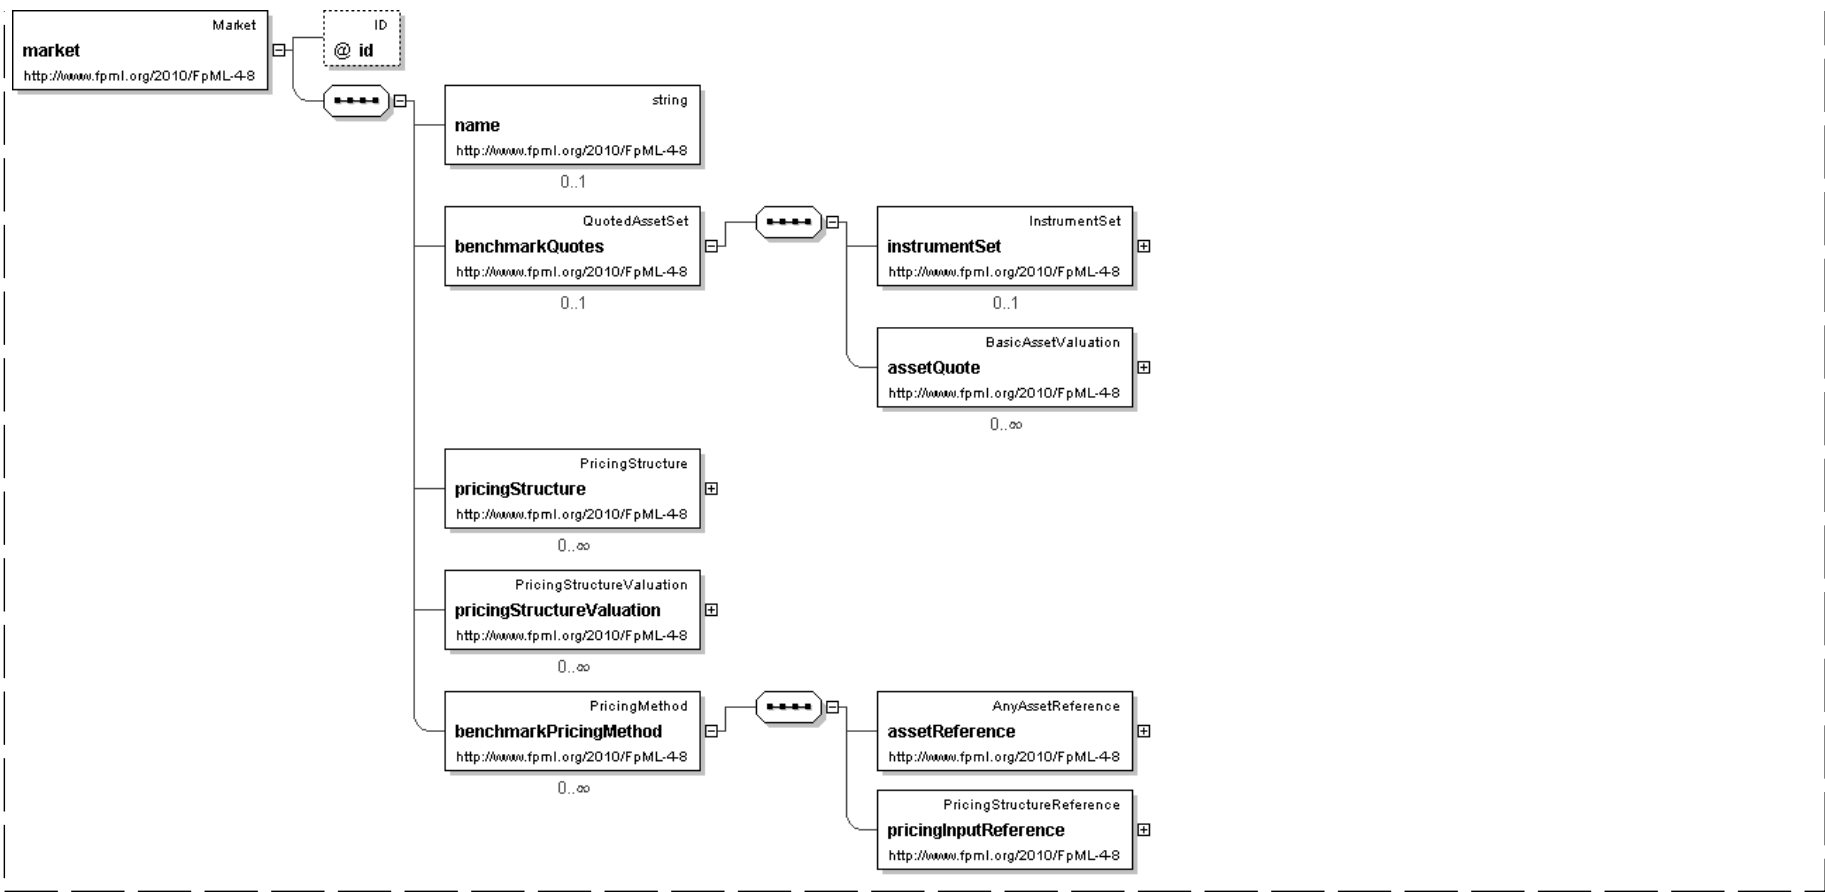 Market
market
http://www.fpml.org/2010/FpML-4-8
ID
@ id
string
name
http://www.fpml.org/2010/FpML-4-8
0..1
QuotedAssetSet
benchmarkQuotes
http://www.fpml.org/2010/FpML-4-8
0..1
InstrumentSet
instrumentSet
http://www.fpml.org/2010/FpML-4-8
0..1
BasicAssetValuation
assetQuote
http://www.fpml.org/2010/FpML-4-8
0..∞
PricingStructure
pricingStructure
http://www.fpml.org/2010/FpML-4-8
0..∞
PricingStructureValuation
pricingStructureValuation
http://www.fpml.org/2010/FpML-4-8
0..∞
PricingMethod
benchmarkPricingMethod
http://www.fpml.org/2010/FpML-4-8
0..∞
AnyAssetReference
assetReference
http://www.fpml.org/2010/FpML-4-8
PricingStructureReference
pricingInputReference
http://www.fpml.org/2010/FpML-4-8